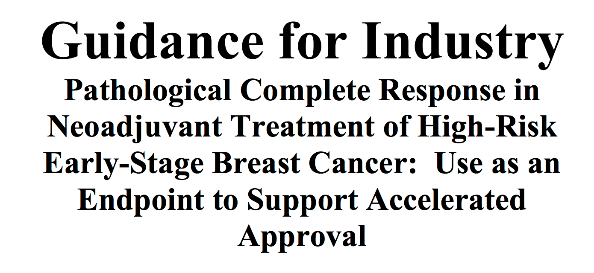 Guidance for Industry
Pathological Complete Response in
Neoadjuvant Treatment of High-Risk
Early-Stage Breast Cancer:  Use as an
Endpoint to Support Accelerated
Approval